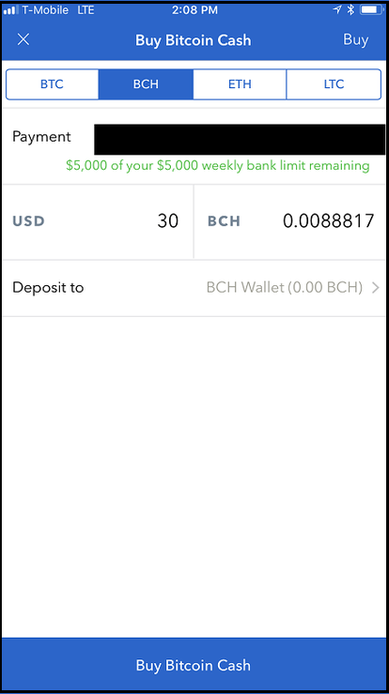 T-Mobile LTE 2:08 PM
Buy Bitcoin Cash Buy
BTC BCH ETH LTC
Payment
$5,000 of your $5,000 weekly bank limit remaining
USD 30 BCH 0.0088817
Deposit to BCH Wallet (0.00 BCH)
Buy Bitcoin Cash